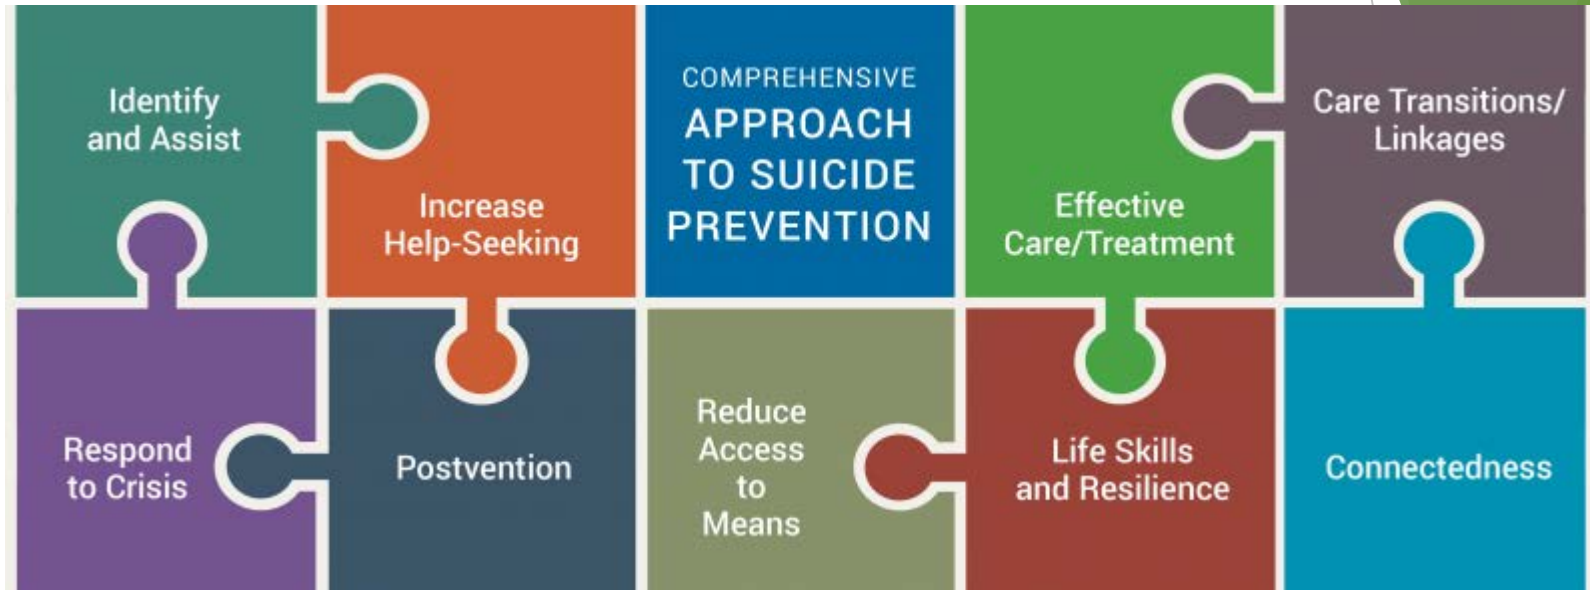 Identify
and Assist
Increase
Help-Seeking
COMPREHENSIVE
APPROACH
TO SUICIDE
PREVENTION
Effective
Care/Treatment
Care Transitions/
Linkages
Respond
to Crisis
Postvention
Reduce
Access
to
Means
Life Skills
and Resilience
Connectedness